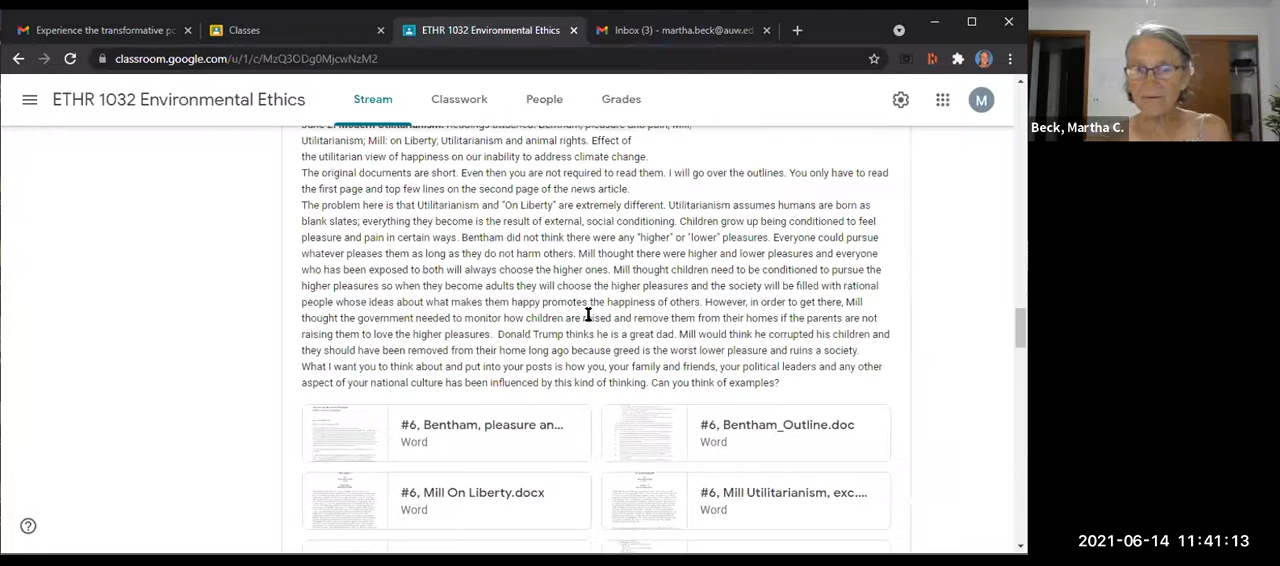 Experience the transformative po
Classes
ETHR 1032 Environmental Ethics
Inbox (3) - martha.beck@auw.ed
classroom.google.com/u/1/c/MzQ3ODg0MjcwNzM2
ETHR 1032 Environmental Ethics
Stream
Classwork
People
Grades
M
Beck, Martha C.
June 2: Modern Utilitarianism. Readings attached: Bentham, pleasure and pain; Mill,
Utilitarianism; Mill: on Liberty; Utilitarianism and animal rights. Effect of
the utilitarian view of happiness on our inability to address climate change.
The original documents are short. Even then you are not required to read them. I will go over the outlines. You only have to read
the first page and top few lines on the second page of the news article.
The problem here is that Utilitarianism and "On Liberty" are extremely different. Utilitarianism assumes humans are born as
blank slates; everything they become is the result of external, social conditioning. Children grow up being conditioned to feel
pleasure and pain in certain ways. Bentham did not think there were any "higher" or "lower" pleasures. Everyone could pursue
whatever pleases them as long as they do not harm others. Mill thought there were higher and lower pleasures and everyone
who has been exposed to both will always choose the higher ones. Mill thought children need to be conditioned to pursue the
higher pleasures so when they become adults they will choose the higher pleasures and the society will be filled with rational
people whose ideas about what makes them happy promotes the happiness of others. However, in order to get there, Mill
thought the government needed to monitor how children are raised and remove them from their homes if the parents are not
raising them to love the higher pleasures. Donald Trump thinks he is a great dad. Mill would think he corrupted his children and
they should have been removed from their home long ago because greed is the worst lower pleasure and ruins a society.
What I want you to think about and put into your posts is how you, your family and friends, your political leaders and any other
aspect of your national culture has been influenced by this kind of thinking. Can you think of examples?
#6, Bentham, pleasure an...
Word
#6, Bentham_Outline.doc
Word
#6, Mill On Liberty.docx
Word
#6, Mill Utilitarianism, exc....
Word
2021-06-14 11:41:13